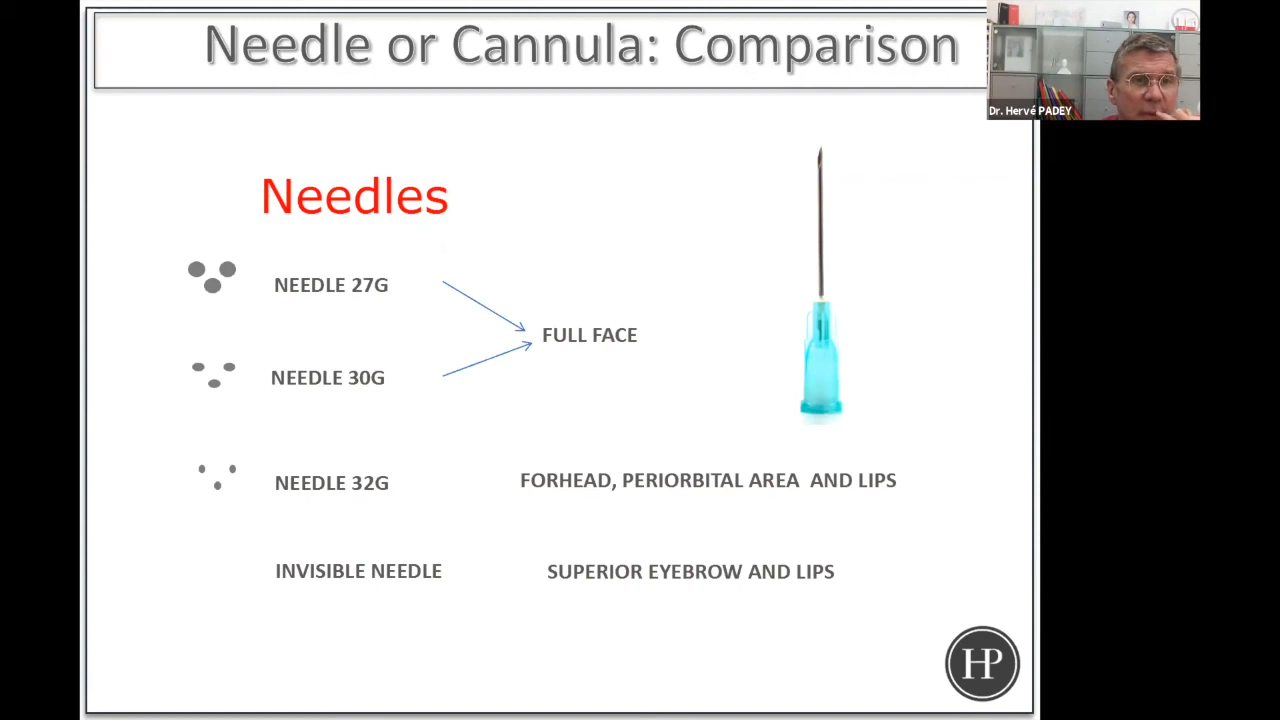 Needle or Cannula: Comparison
Dr. Hervé PADEY
Needles
NEEDLE 27G
FULL FACE
NEEDLE 30G
NEEDLE 32G
FORHEAD, PERIORBITAL AREA  AND LIPS
INVISIBLE NEEDLE
SUPERIOR EYEBROW AND LIPS
HP